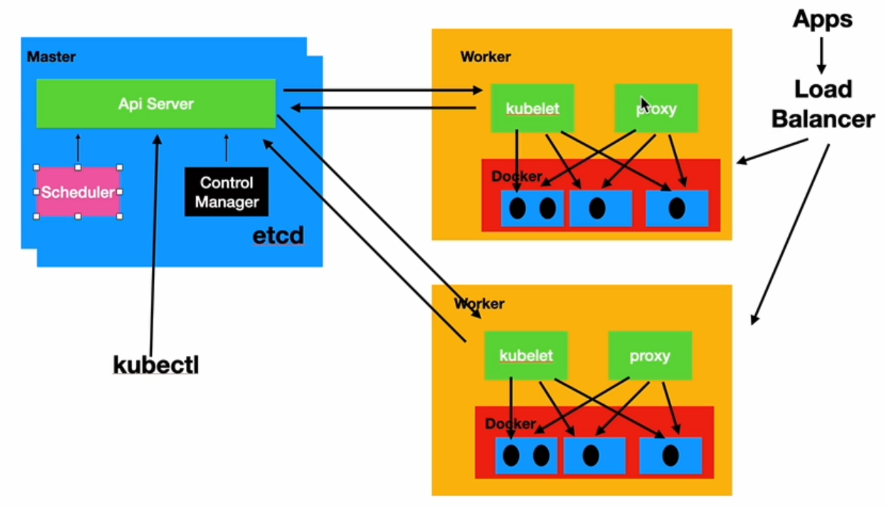 Apps
Load
Balancer
Master
Api Server
Scheduler
Control
Manager
etcd
kubectl
Worker
kubelet
proxy
Docker
Worker
kubelet
proxy
Docker